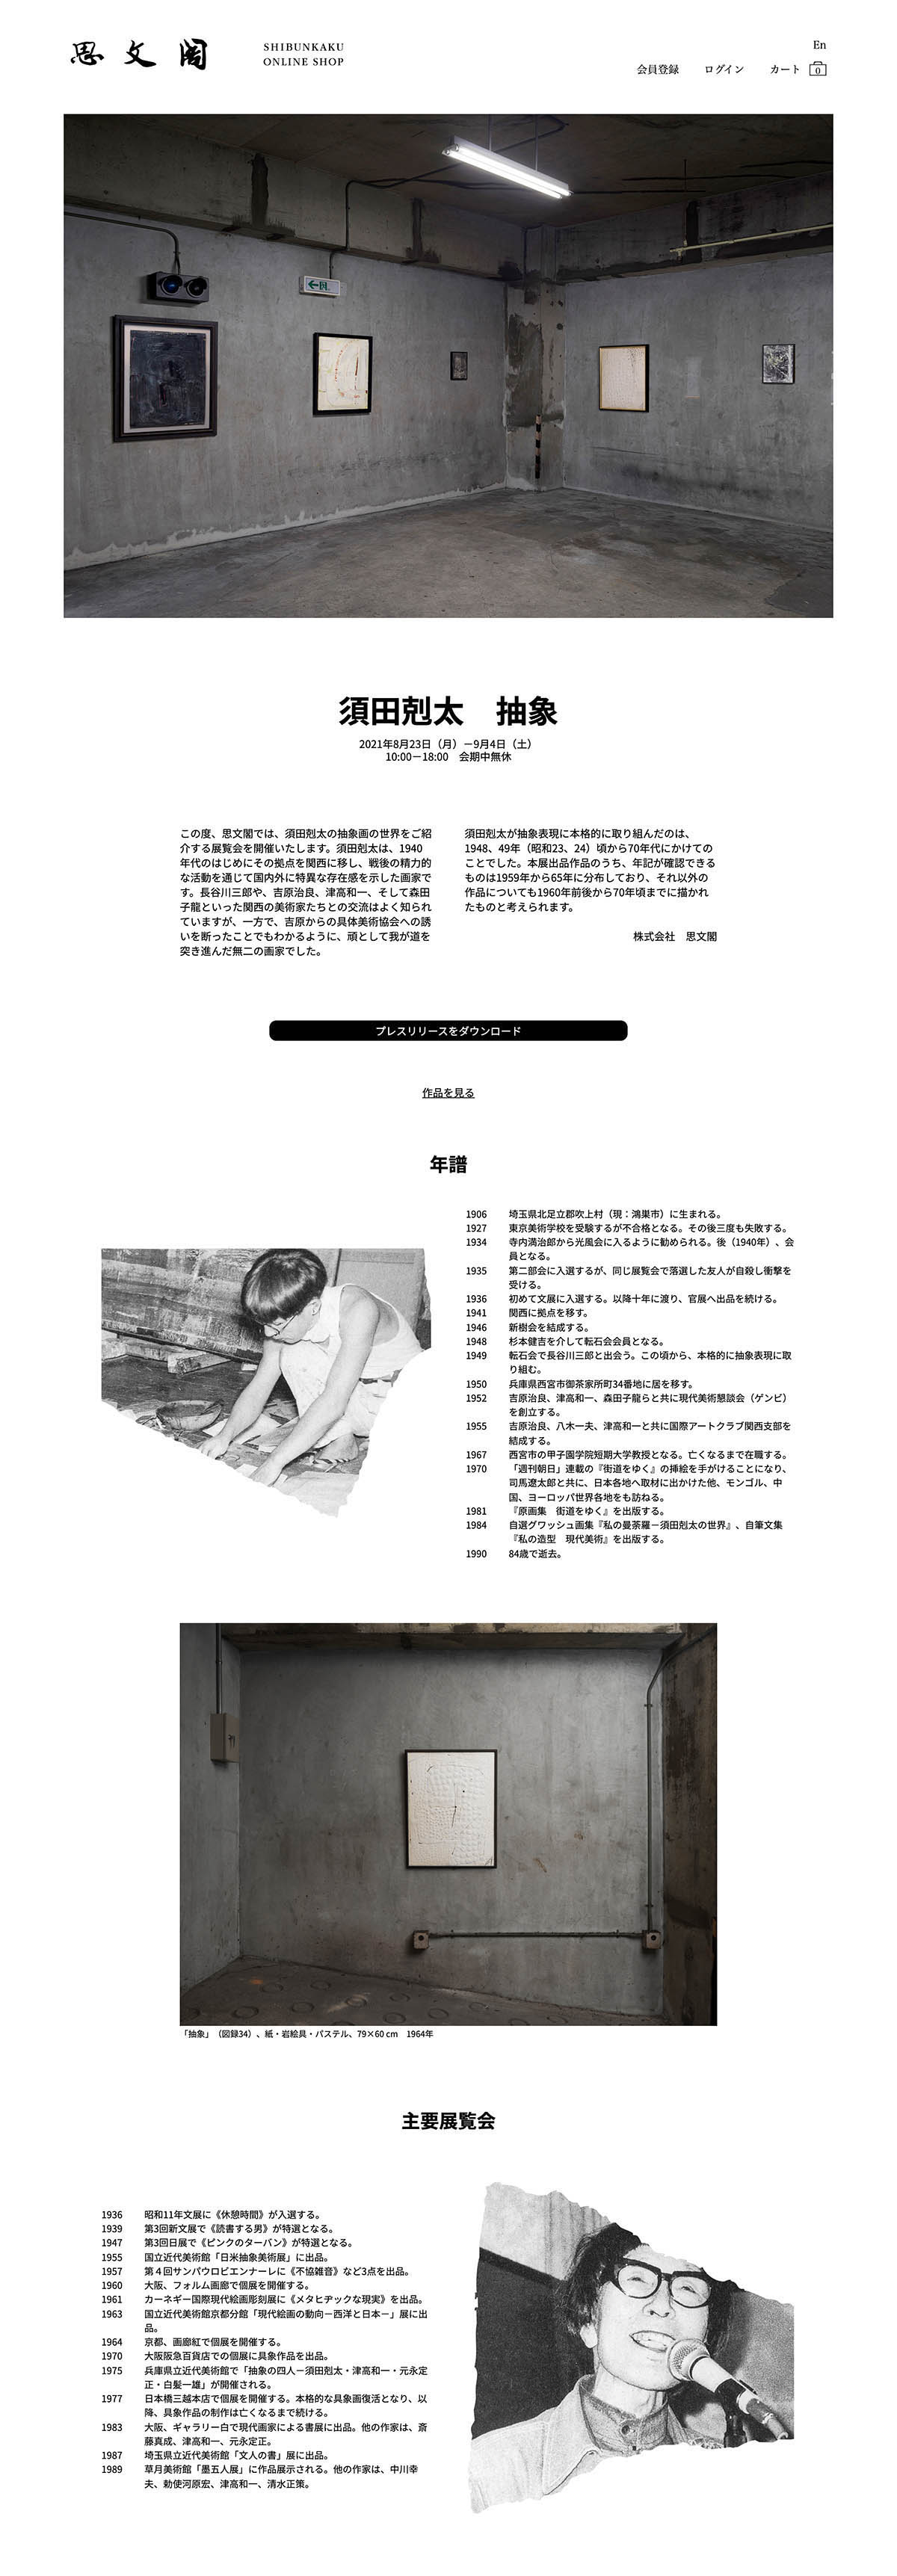 思文閣
SHIBUNKAKU
ONLINE SHOP
En
会員登録 ログイン カート 0
須田剋太　抽象
2021年8月23日（月）－9月4日（土）
10:00－18:00　会期中無休
この度、思文閣では、須田剋太の抽象画の世界をご紹
介する展覧会を開催いたします。須田剋太は、1940
年代のはじめにその拠点を関西に移し、戦後の精力的
な活動を通じて国内外に特異な存在感を示した画家で
す。長谷川三郎や、吉原治良、津高和一、そして森田
子龍といった関西の美術家たちとの交流はよく知られ
ていますが、一方で、吉原からの具体美術協会への誘
いを断ったことでもわかるように、頑として我が道を
突き進んだ無二の画家でした。
須田剋太が抽象表現に本格的に取り組んだのは、
1948、49年（昭和23、24）頃から70年代にかけての
ことでした。本展出品作品のうち、年記が確認できる
ものは1959年から65年に分布しており、それ以外の
作品についても1960年前後から70年頃までに描かれ
たものと考えられます。
株式会社　思文閣
プレスリリースをダウンロード
作品を見る
年譜
1906 埼玉県北足立郡吹上村（現：鴻巣市）に生まれる。
1927 東京美術学校を受験するが不合格となる。その後三度も失敗する。
1934 寺内満治郎から光風会に入るように勧められる。後（1940年）、会
員となる。
1935 第二部会に入選するが、同じ展覧会で落選した友人が自殺し衝撃を
受ける。
1936 初めて文展に入選する。以降十年に渡り、官展へ出品を続ける。
1941 関西に拠点を移す。
1946 新樹会を結成する。
1948 杉本健吉を介して転石会会員となる。
1949 転石会で長谷川三郎と出会う。この頃から、本格的に抽象表現に取
り組む。
1950 兵庫県西宮市御茶家所町34番地に居を移す。
1952 吉原治良、津高和一、森田子龍らと共に現代美術懇談会（ゲンビ）
を創立する。
1955 吉原治良、八木一夫、津高和一と共に国際アートクラブ関西支部を
結成する。
1967 西宮市の甲子園学院短期大学教授となる。亡くなるまで在職する。
1970 「週刊朝日」連載の『街道をゆく』の挿絵を手がけることになり、
司馬遼太郎と共に、日本各地へ取材に出かけた他、モンゴル、中
国、ヨーロッパ世界各地をも訪ねる。
1981 『原画集　街道をゆく』を出版する。
1984 自選グワッシュ画集『私の曼荼羅－須田剋太の世界』、自筆文集
『私の造型　現代美術』を出版する。
1990 84歳で逝去。
「抽象」（図録34）、紙・岩絵具・パステル、79×60 cm　1964年
主要展覧会
1936 昭和11年文展に《休憩時間》が入選する。
1939 第3回新文展で《読書する男》が特選となる。
1947 第3回日展で《ピンクのターバン》が特選となる。
1955 国立近代美術館「日米抽象美術展」に出品。
1957 第４回サンパウロビエンナーレに《不協雑音》など3点を出品。
1960 大阪、フォルム画廊で個展を開催する。
1961 カーネギー国際現代絵画彫刻展に《メタヒヂックな現実》を出品。
1963 国立近代美術館京都分館「現代絵画の動向－西洋と日本－」展に出
品。
1964 京都、画廊紅で個展を開催する。
1970 大阪阪急百貨店での個展に具象作品を出品。
1975 兵庫県立近代美術館で「抽象の四人－須田剋太・津高和一・元永定
正・白髪一雄」が開催される。
1977 日本橋三越本店で個展を開催する。本格的な具象画復活となり、以
降、具象作品の制作は亡くなるまで続ける。
1983 大阪、ギャラリー白で現代画家による書展に出品。他の作家は、斎
藤真成、津高和一、元永定正。
1987 埼玉県立近代美術館「文人の書」展に出品。
1989 草月美術館「墨五人展」に作品展示される。他の作家は、中川幸
夫、勅使河原宏、津高和一、清水正策。